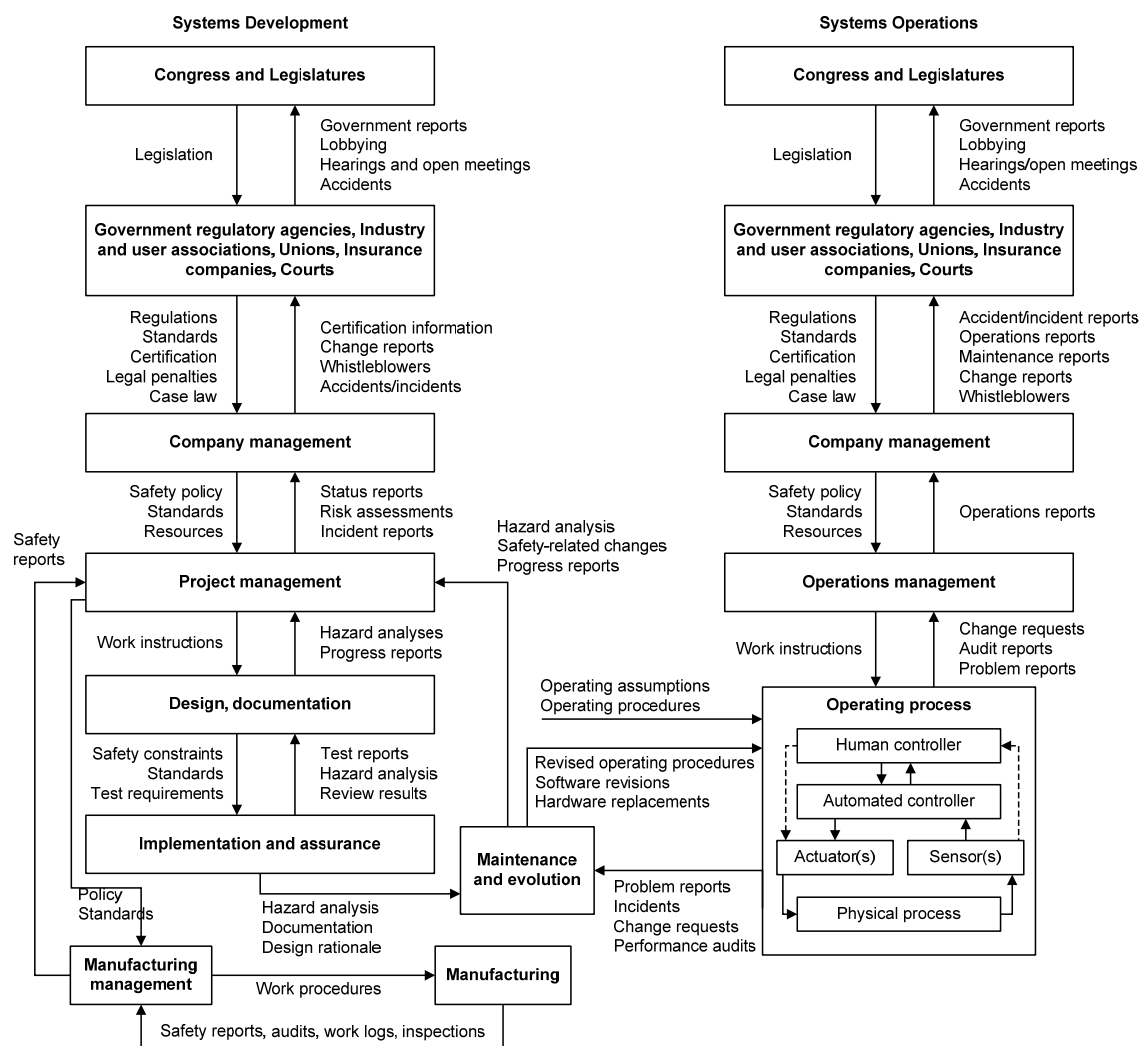 Systems Development
Systems Operations
Congress and Legislatures
Congress and Legislatures
Legislation
Government reports
Lobbying
Hearings and open meetings
Accidents
Legislation
Government reports
Lobbying
Hearings/open meetings
Accidents
Government regulatory agencies, Industry
and user associations, Unions, Insurance
companies, Courts
Government regulatory agencies, Industry
and user associations, Unions, Insurance
companies, Courts
Regulations
Standards
Certification
Legal penalties
Case law
Certification information
Change reports
Whistleblowers
Accidents/incidents
Regulations
Standards
Certification
Legal penalties
Case law
Accident/incident reports
Operations reports
Maintenance reports
Change reports
Whistleblowers
Company management
Company management
Safety policy
Standards
Resources
Status reports
Risk assessments
Incident reports
Safety policy
Standards
Resources
Operations reports
Safety
reports
Hazard analysis
Safety-related changes
Progress reports
Project management
Operations management
Work instructions
Hazard analyses
Progress reports
Work instructions
Change requests
Audit reports
Problem reports
Design, documentation
Operating assumptions
Operating procedures
Operating process
Human controller
Automated controller
Actuator(s)
Sensor(s)
Physical process
Safety constraints
Standards
Test requirements
Test reports
Hazard analysis
Review results
Revised operating procedures
Software revisions
Hardware replacements
Implementation and assurance
Maintenance
and evolution
Policy
Standards
Hazard analysis
Documentation
Design rationale
Problem reports
Incidents
Change requests
Performance audits
Manufacturing
management
Work procedures
Manufacturing
Safety reports, audits, work logs, inspections